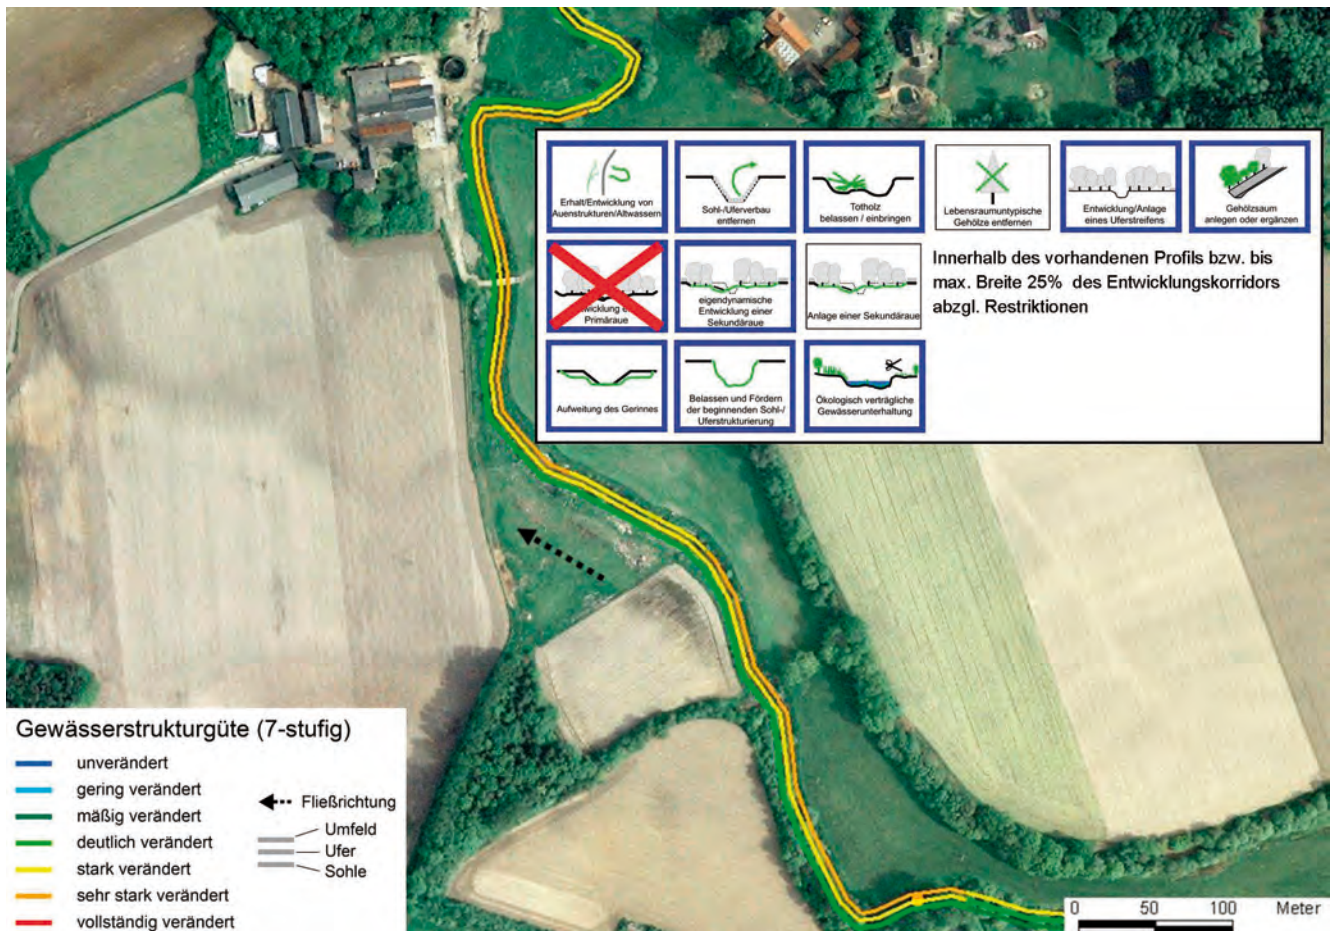 Erhalt/Entwicklung von
Auenstrukturen/Altwassern
Sohl-/Uferverbau
entfernen
Totholz
belassen / einbringen
Lebensraumuntypische
Gehölze entfernen
Entwicklung/Anlage
eines Uferstreifens
Gehölzsaum
anlegen oder ergänzen
Primäraue
eigendynamische
Entwicklung einer
Sekundäraue
Anlage einer Sekundäraue
Innerhalb des vorhandenen Profils bzw. bis
max. Breite 25% des Entwicklungskorridors
abzgl. Restriktionen
Aufweitung des Gerinnes
Belassen und Fördern
der beginnenden Sohl-/
Uferstrukturierung
Ökologisch verträgliche
Gewässerunterhaltung
Gewässerstrukturgüte (7-stufig)
unverändert
gering verändert
mäßig verändert
deutlich verändert
stark verändert
sehr stark verändert
vollständig verändert
Fließrichtung
Umfeld
Ufer
Sohle
0 50 100 Meter